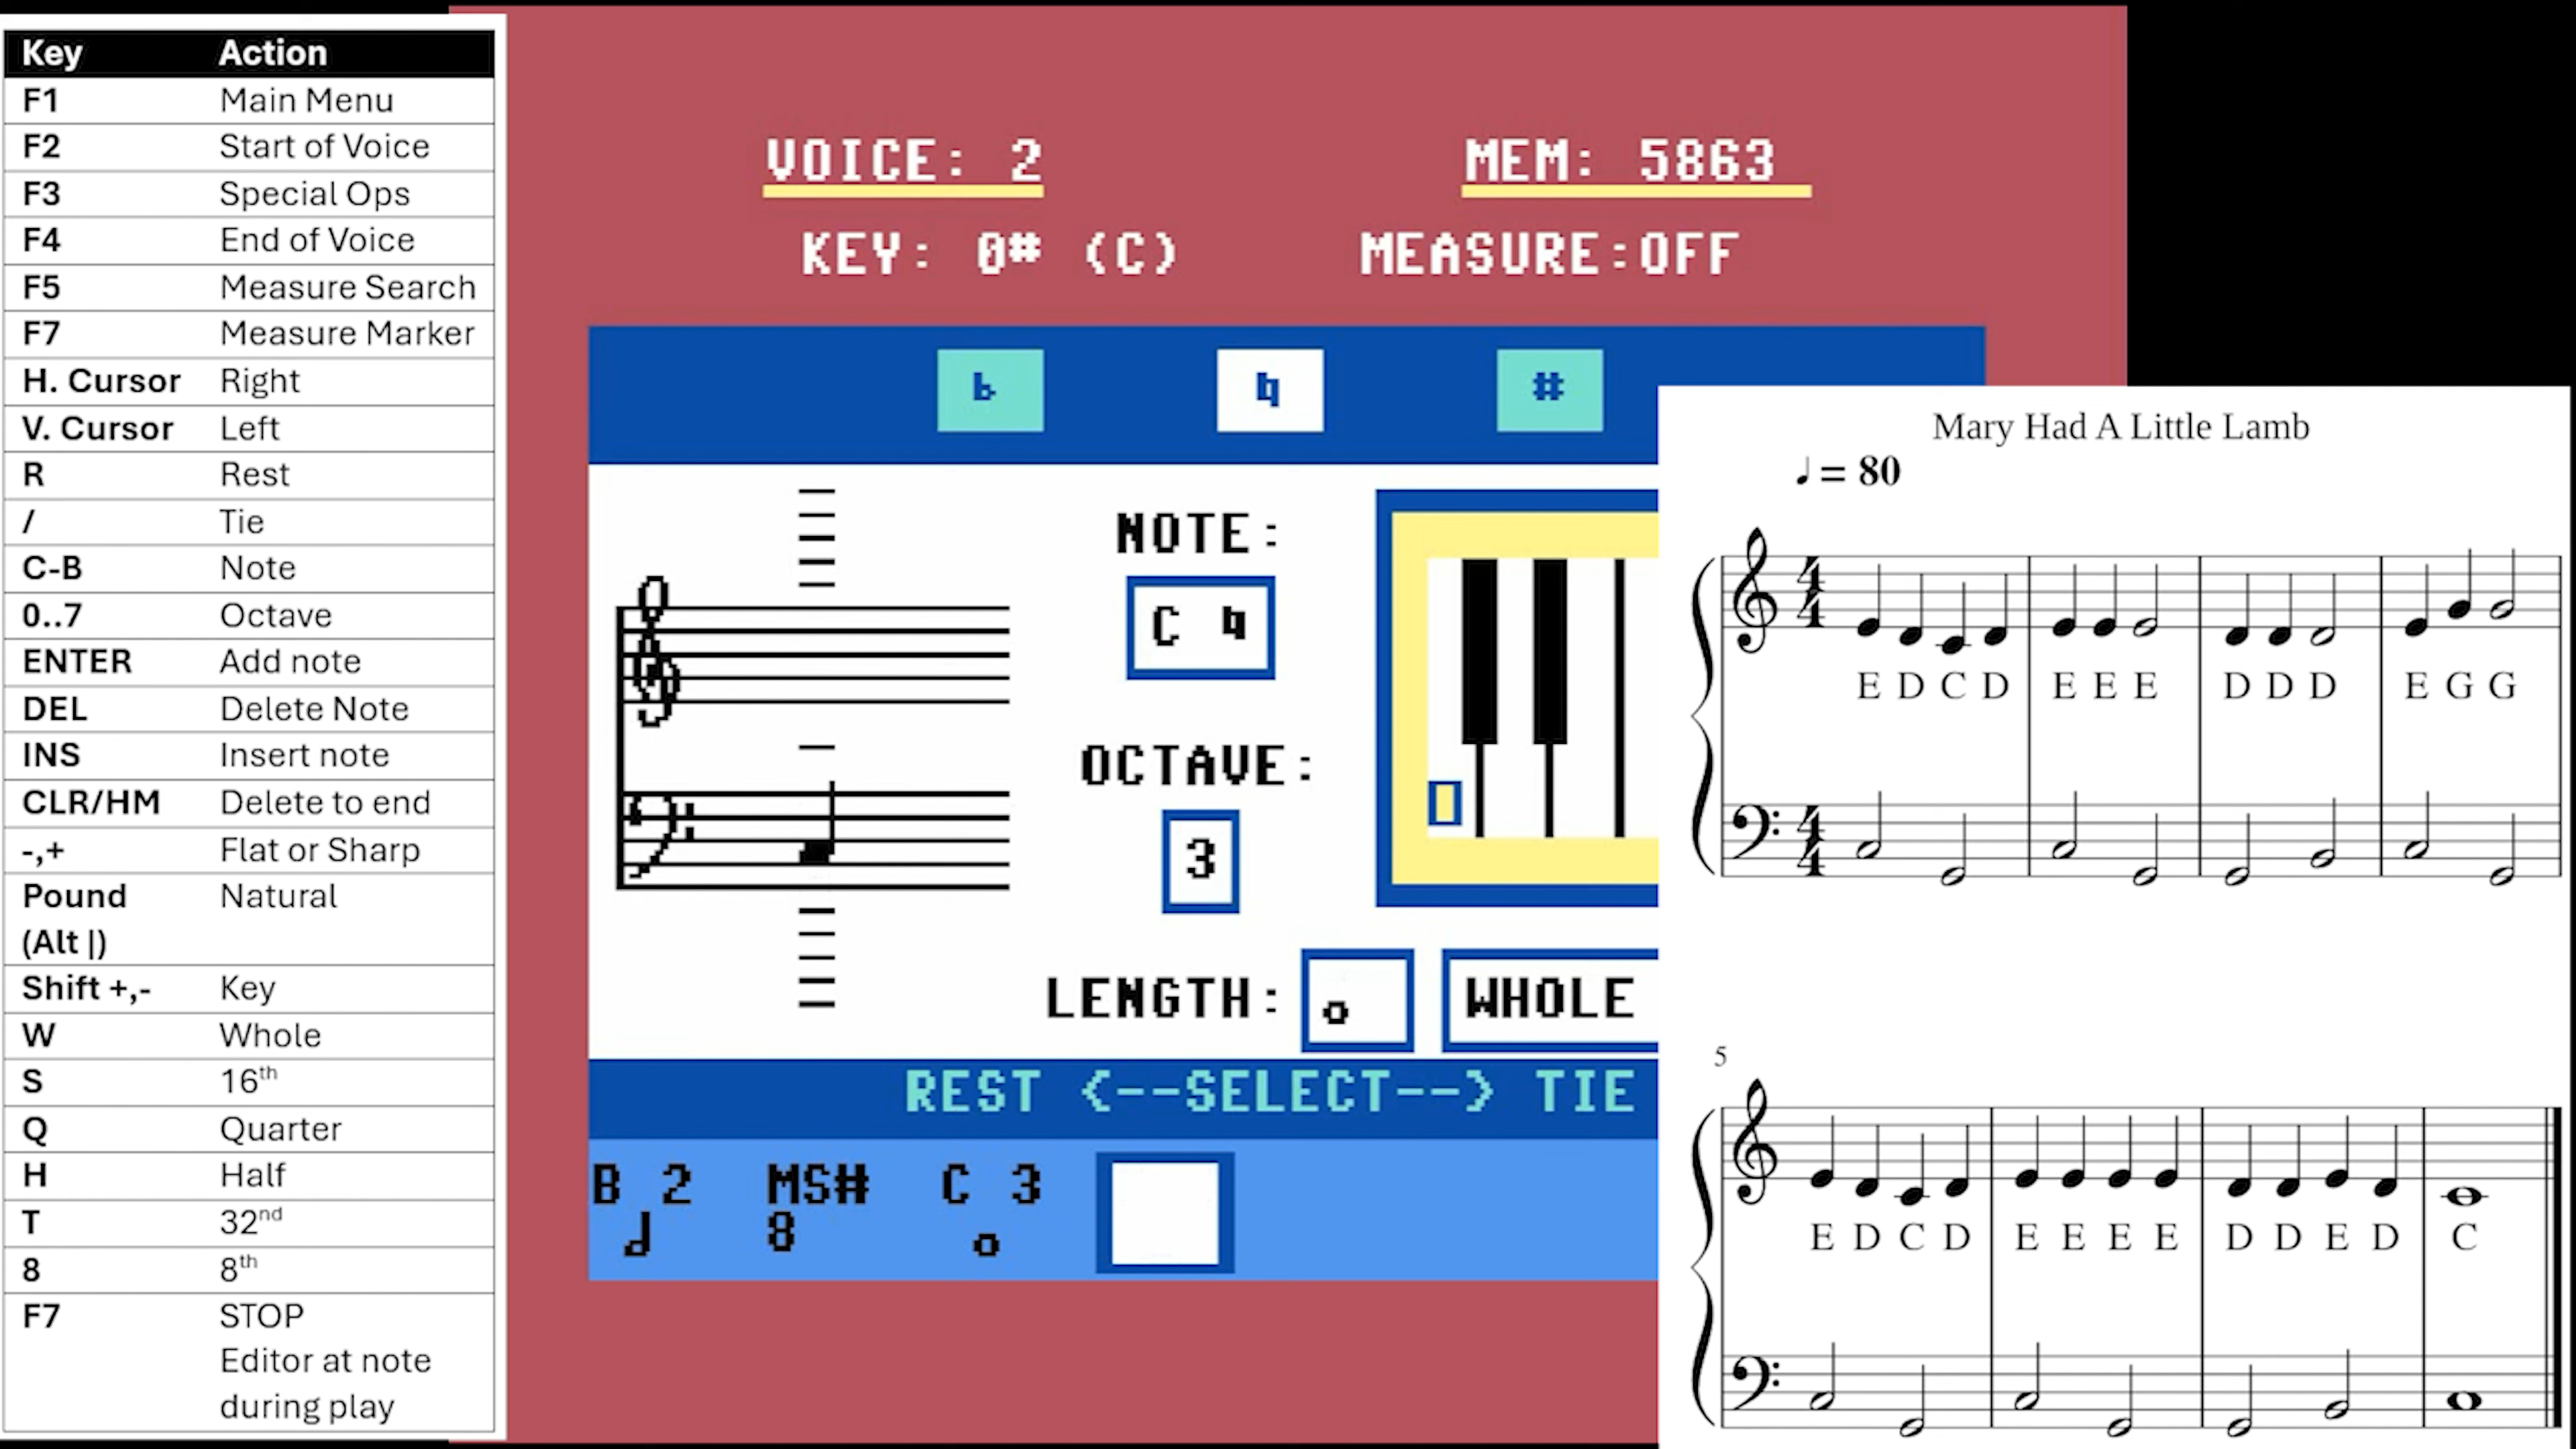 Key Action
F1 Main Menu
F2 Start of Voice
F3 Special Ops
F4 End of Voice
F5 Measure Search
F7 Measure Marker
H. Cursor Right
V. Cursor Left
R Rest
/ Tie
C-B Note
0..7 Octave
ENTER Add note
DEL Delete Note
INS Insert note
CLR/HM Delete to end
-,+ Flat or Sharp
Pound Natural
(Alt |)
Shift +,- Key
W Whole
S 16th
Q Quarter
H Half
T 32nd
8 8th
F7 STOP
Editor at note
during play
VOICE: 2 MEM: 5863
KEY: 0# (C) MEASURE:OFF
♭ ♮ #
NOTE:
C ♮
OCTAVE:
3
LENGTH: WHOLE
REST <--SELECT--> TIE
B 2 MS# C 3
8
Mary Had A Little Lamb
♩ = 80
4 4
E D C D E E E D D D E G G
4 4
5
E D C D E E E E D D E D C